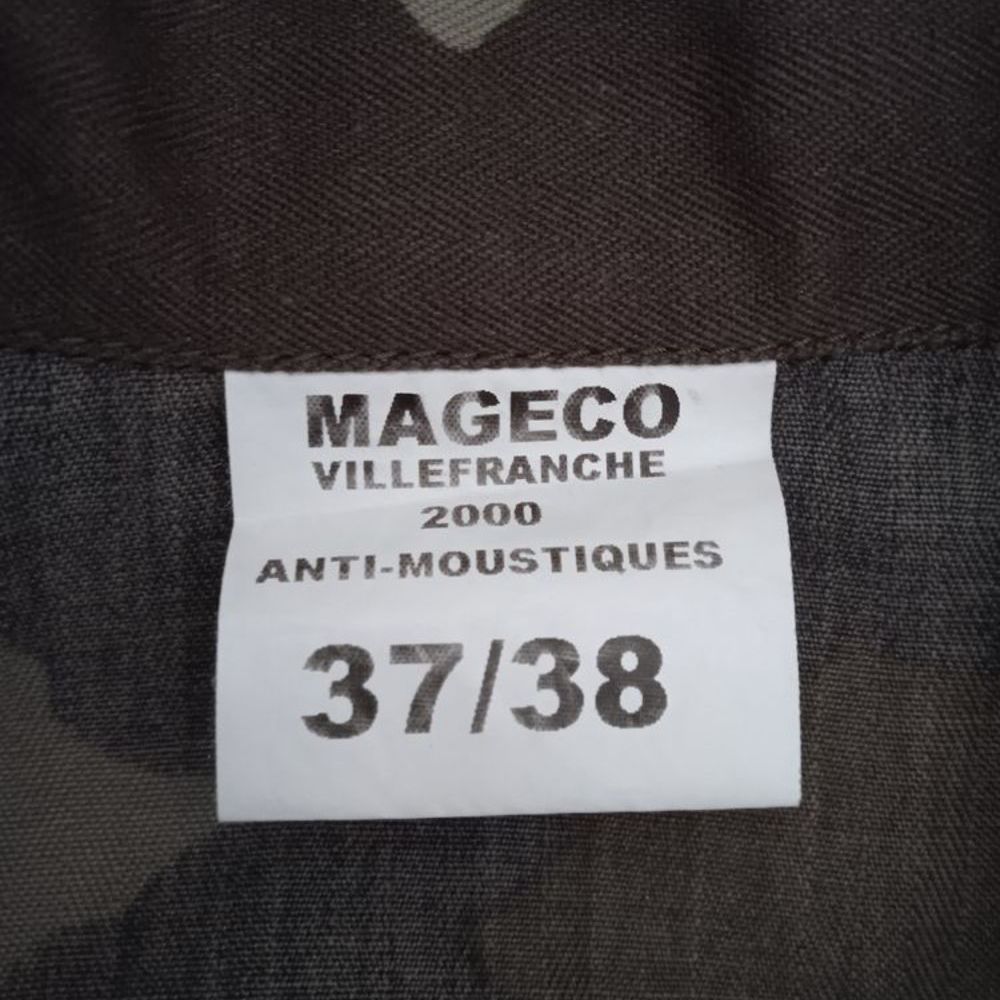 MAGECO
VILLEFRANCHE
2000
ANTI-MOUSTIQUES
37/38